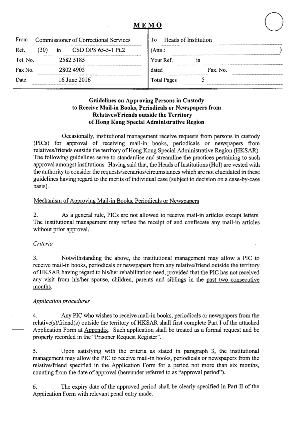 MEMO
From Commissioner of Correctional Services To Heads of Institution
Ref. (30) in CSD DPS 65-5-1 Pt.2 (Attn.: )
Tel. No. 2582 5185 Your Ref. in
Fax No. 2802 4905 dated Fax. No.
Date 16 June 2016 Total Pages 5
Guidelines on Approving Persons in Custody
to Receive Mail-in Books, Periodicals or Newspapers from
Relatives/Friends outside the Territory
of Hong Kong Special Administrative Region
Occasionally, institutional management receive requests from persons in custody
(PICs) for approval of receiving mail-in books, periodicals or newspapers from
relatives/friends outside the territory of Hong Kong Special Administrative Region (HKSAR).
The following guidelines serve to standardize and streamline the practices pertaining to such
approval amongst institutions. Having said that, the Heads of Institutions (HoI) are vested with
the authority to consider the requests/scenarios/circumstances which are not elucidated in these
guidelines having regard to the merits of individual case (subject to decision on a case-by-case
basis).
Mechanism of Approving Mail-in Books, Periodicals or Newspapers
2. As a general rule, PICs are not allowed to receive mail-in articles except letters.
The institutional management may refuse the receipt of and confiscate any mail-in articles
without prior approval.
Criteria
3. Notwithstanding the above, the institutional management may allow a PIC to
receive mail-in books, periodicals or newspapers from any relative/friend outside the territory
of HKSAR having regard to his/her rehabilitation need, provided that the PIC has not received
any visit from his/her spouse, children, parents and siblings in the past two consecutive
months.
Application procedures
4. Any PIC who wishes to receive mail-in books, periodicals or newspapers from the
relative(s)/friend(s) outside the territory of HKSAR shall first complete Part I of the attached
Application Form at Appendix. Such application shall be treated as a formal request and be
properly recorded in the "Prisoner Request Register".
5. Upon satisfying with the criteria as stated in paragraph 3, the institutional
management may allow the PIC to receive mail-in books, periodicals or newspapers from the
relative/friend specified in the Application Form for a period not more than six months,
counting from the date of approval (hereunder referred to as "approval period").
6. The expiry date of the approved period shall be clearly specified in Part II of the
Application Form with relevant penal entry made.